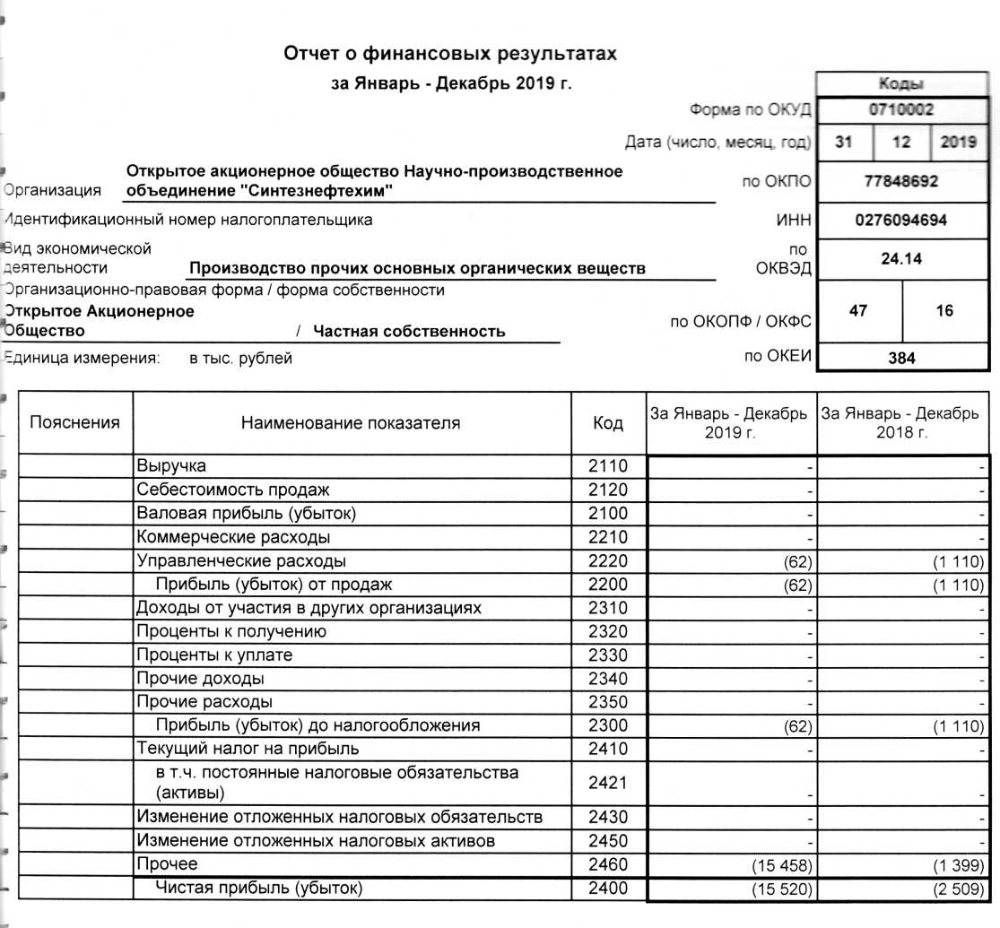 Отчет о финансовых результатах
за Январь - Декабрь 2019 г.
Коды
Форма по ОКУД 0710002
Дата (число, месяц, год) 31 12 2019
Открытое акционерное общество Научно-производственное
Организация объединение "Синтезнефтехим" по ОКПО 77848692
Идентификационный номер налогоплательщика ИНН 0276094694
Вид экономической по
деятельности Производство прочих основных органических веществ ОКВЭД 24.14
Организационно-правовая форма / форма собственности
Открытое Акционерное
Общество / Частная собственность по ОКОПФ / ОКФС 47 16
Единица измерения: в тыс. рублей по ОКЕИ 384
Пояснения Наименование показателя Код За Январь - Декабрь 2019 г. За Январь - Декабрь 2018 г.
Выручка 2110 - -
Себестоимость продаж 2120 - -
Валовая прибыль (убыток) 2100 - -
Коммерческие расходы 2210 - -
Управленческие расходы 2220 (62) (1 110)
Прибыль (убыток) от продаж 2200 (62) (1 110)
Доходы от участия в других организациях 2310 - -
Проценты к получению 2320 - -
Проценты к уплате 2330 - -
Прочие доходы 2340 - -
Прочие расходы 2350 - -
Прибыль (убыток) до налогообложения 2300 (62) (1 110)
Текущий налог на прибыль 2410 - -
в т.ч. постоянные налоговые обязательства
(активы) 2421 - -
Изменение отложенных налоговых обязательств 2430 - -
Изменение отложенных налоговых активов 2450 - -
Прочее 2460 (15 458) (1 399)
Чистая прибыль (убыток) 2400 (15 520) (2 509)